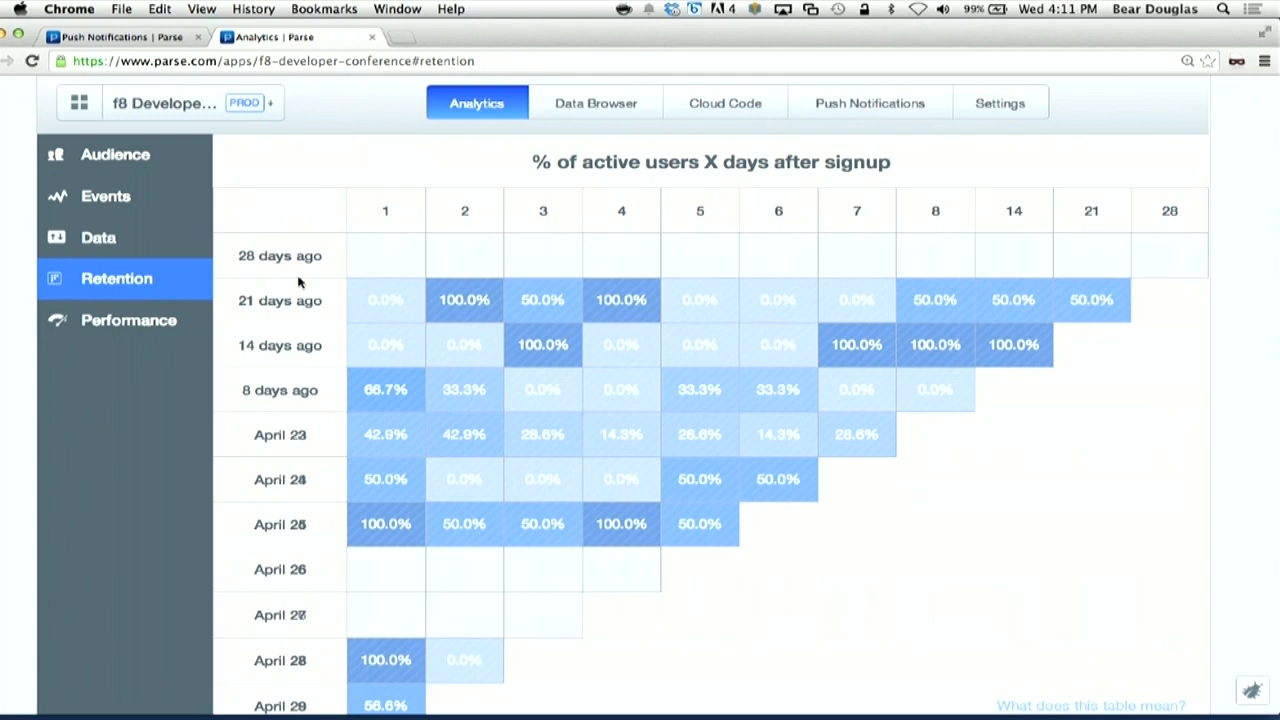 Chrome File Edit View History Bookmarks Window Help 4 99% Wed 4:11 PM Bear Douglas
Push Notifications | Parse Analytics | Parse
https://www.parse.com/apps/f8-developer-conference#retention
f8 Develope... PROD Analytics Data Browser Cloud Code Push Notifications Settings
Audience
Events
Data
Retention
Performance
% of active users X days after signup
1 2 3 4 5 6 7 8 14 21 28
28 days ago
21 days ago 0.0% 100.0% 50.0% 100.0% 0.0% 0.0% 0.0% 50.0% 50.0% 50.0%
14 days ago 0.0% 0.0% 100.0% 0.0% 0.0% 0.0% 100.0% 100.0% 100.0%
8 days ago 66.7% 33.3% 0.0% 0.0% 33.3% 33.3% 0.0% 0.0%
April 23 42.9% 42.9% 28.6% 14.3% 28.6% 14.3% 28.6%
April 24 50.0% 0.0% 0.0% 0.0% 50.0% 50.0%
April 25 100.0% 50.0% 50.0% 100.0% 50.0%
April 26
April 27
April 28 100.0% 0.0%
April 29 56.6%
What does this table mean?